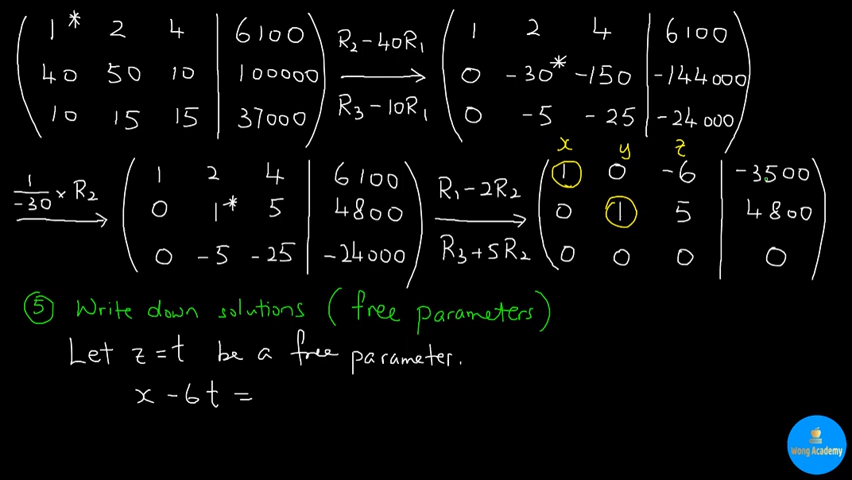 1* 2 4 | 6100 R₂-40R₁ 1 2 4 | 6100
40 50 10 | 100000 → 0 -30* -150 | -144000
10 15 15 | 37000 R₃-10R₁ 0 -5 -25 | -24000
x y z
1/-30 × R₂ → 1 2 4 | 6100 R₁-2R₂ 1 0 -6 | -3500
0 1* 5 | 4800 → 0 1 5 | 4800
0 -5 -25 | -24000 R₃+5R₂ 0 0 0 | 0
⑤ Write down solutions (free parameters)
Let z=t be a free parameter.
x -6t =
Wong Academy